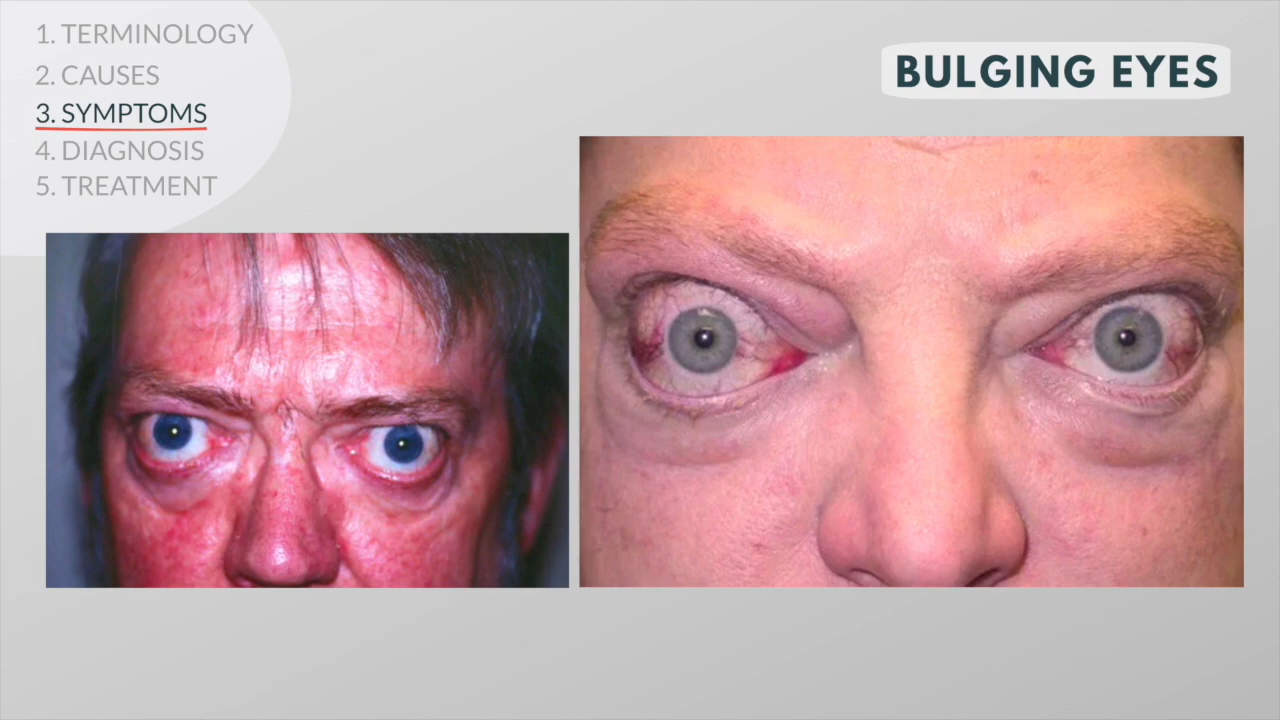 1. TERMINOLOGY
2. CAUSES
3. SYMPTOMS
4. DIAGNOSIS
5. TREATMENT
BULGING EYES